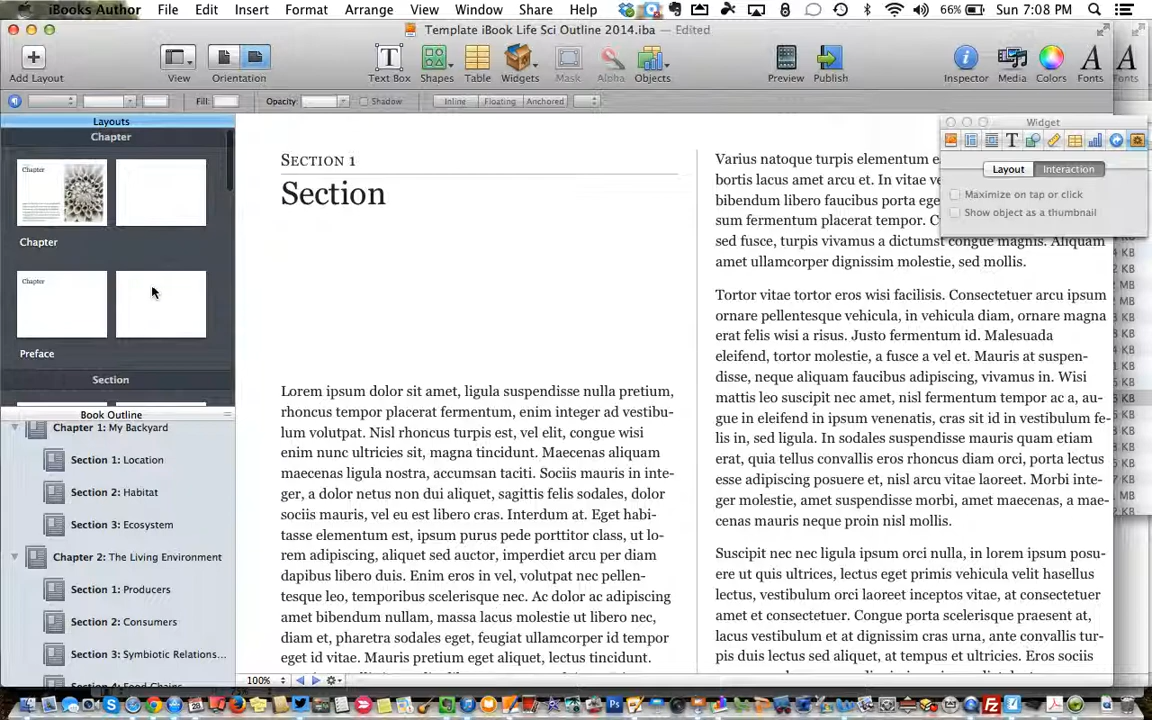 iBooks Author File Edit Insert Format Arrange View Window Share Help 66% Sun 7:08 PM
Template iBook Life Sci Outline 2014.iba — Edited
Add Layout View Orientation Text Box Shapes Table Widgets Mask Alpha Objects Preview Publish Inspector Media Colors Fonts Fonts
Fill: Opacity: Shadow Inline Floating Anchored
Layouts
Chapter
Chapter
Chapter
Chapter
Preface
Section
Book Outline
Chapter 1: My Backyard
Section 1: Location
Section 2: Habitat
Section 3: Ecosystem
Chapter 2: The Living Environment
Section 1: Producers
Section 2: Consumers
Section 3: Symbiotic Relations...
Section 4: Food Chains
SECTION 1
Section
Lorem ipsum dolor sit amet, ligula suspendisse nulla pretium,
rhoncus tempor placerat fermentum, enim integer ad vestibu-
lum volutpat. Nisl rhoncus turpis est, vel elit, congue wisi
enim nunc ultricies sit, magna tincidunt. Maecenas aliquam
maecenas ligula nostra, accumsan taciti. Sociis mauris in inte-
ger, a dolor netus non dui aliquet, sagittis felis sodales, dolor
sociis mauris, vel eu est libero cras. Interdum at. Eget habi-
tasse elementum est, ipsum purus pede porttitor class, ut lo-
rem adipiscing, aliquet sed auctor, imperdiet arcu per diam
dapibus libero duis. Enim eros in vel, volutpat nec pellen-
tesque leo, temporibus scelerisque nec. Ac dolor ac adipiscing
amet bibendum nullam, massa lacus molestie ut libero nec,
diam et, pharetra sodales eget, feugiat ullamcorper id tempor
eget id vitae. Mauris pretium eget aliquet, lectus tincidunt.
Varius natoque turpis elementum e
bortis lacus amet arcu et. In vitae v
bibendum libero faucibus porta ege
sum fermentum placerat tempor. C
sed fusce, turpis vivamus a dictumst congue magnis. Aliquam
amet ullamcorper dignissim molestie, sed mollis.
Tortor vitae tortor eros wisi facilisis. Consectetuer arcu ipsum
ornare pellentesque vehicula, in vehicula diam, ornare magna
erat felis wisi a risus. Justo fermentum id. Malesuada
eleifend, tortor molestie, a fusce a vel et. Mauris at suspen-
disse, neque aliquam faucibus adipiscing, vivamus in. Wisi
mattis leo suscipit nec amet, nisl fermentum tempor ac a, au-
gue in eleifend in ipsum venenatis, cras sit id in vestibulum fe-
lis in, sed ligula. In sodales suspendisse mauris quam etiam
erat, quia tellus convallis eros rhoncus diam orci, porta lectus
esse adipiscing posuere et, nisl arcu vitae laoreet. Morbi inte-
ger molestie, amet suspendisse morbi, amet maecenas, a mae-
cenas mauris neque proin nisl mollis.
Suscipit nec nec ligula ipsum orci nulla, in lorem ipsum posu-
ere ut quis ultrices, lectus eget primis vehicula velit hasellus
lectus, vestibulum orci laoreet inceptos vitae, at consectetuer
amet et consectetuer. Congue porta scelerisque praesent at,
lacus vestibulum et at dignissim cras urna, ante convallis tur-
pis duis lectus sed aliquet, at tempus et ultricies. Eros sociis
Widget
Layout Interaction
Maximize on tap or click
Show object as a thumbnail
KB
MB
KB
KB
KB
MB
100%